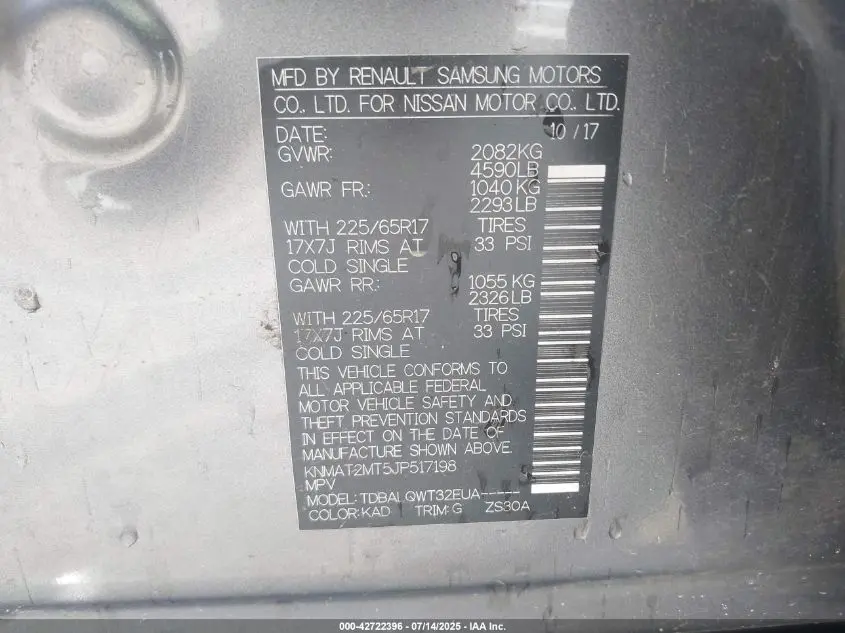 MFD BY RENAULT SAMSUNG MOTORS
CO., LTD. FOR NISSAN MOTOR CO., LTD.
DATE: 10 / 17
GVWR: 2082KG
4590LB
GAWR FR.: 1040 KG
2293 LB
WITH 225/65R17 TIRES
17X7J RIMS AT 33 PSI
COLD SINGLE
GAWR RR.: 1055 KG
2326 LB
WITH 225/65R17 TIRES
17X7J RIMS AT 33 PSI
COLD SINGLE
THIS VEHICLE CONFORMS TO
ALL APPLICABLE FEDERAL
MOTOR VEHICLE SAFETY AND
THEFT PREVENTION STANDARDS
IN EFFECT ON THE DATE OF
MANUFACTURE SHOWN ABOVE.
KNMAT2MT5JP517198
MPV
MODEL: TDBALQWT32EUA-----
COLOR: KAD TRIM: G ZS30A
000-42722396 - 07/14/2025 - IAA Inc.